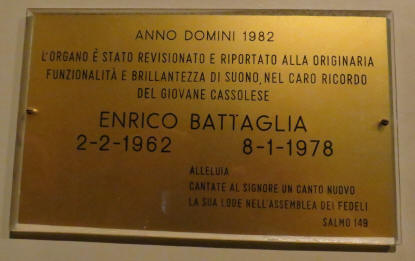 ANNO DOMINI 1982
L'ORGANO È STATO REVISIONATO E RIPORTATO ALLA ORIGINARIA
FUNZIONALITÀ E BRILLANTEZZA DI SUONO, NEL CARO RICORDO
DEL GIOVANE CASSOLESE
ENRICO BATTAGLIA
2-2-1962 8-1-1978
ALLELUIA
CANTATE AL SIGNORE UN CANTO NUOVO
LA SUA LODE NELL'ASSEMBLEA DEI FEDELI
SALMO 149